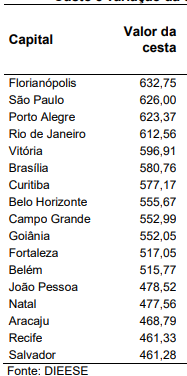 Capital Valor da cesta
Florianópolis 632,75
São Paulo 626,00
Porto Alegre 623,37
Rio de Janeiro 612,56
Vitória 596,91
Brasília 580,76
Curitiba 577,17
Belo Horizonte 555,67
Campo Grande 552,99
Goiânia 552,05
Fortaleza 517,05
Belém 515,77
João Pessoa 478,52
Natal 477,56
Aracaju 468,79
Recife 461,33
Salvador 461,28
Fonte: DIEESE